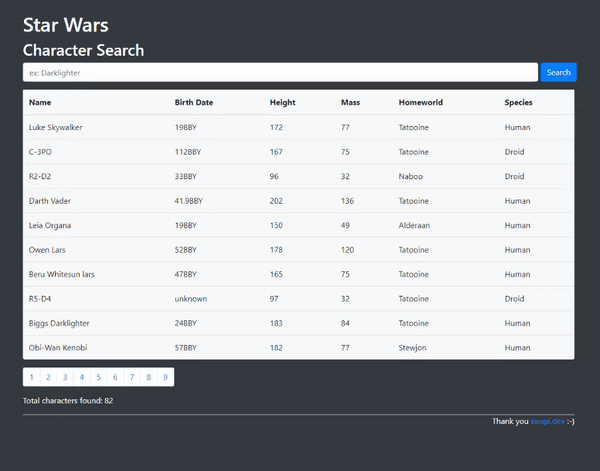 Star Wars
Character Search
ex: Darklighter Search
Name Birth Date Height Mass Homeworld Species
Luke Skywalker 19BBY 172 77 Tatooine Human
C-3PO 112BBY 167 75 Tatooine Droid
R2-D2 33BBY 96 32 Naboo Droid
Darth Vader 41.9BBY 202 136 Tatooine Human
Leia Organa 19BBY 150 49 Alderaan Human
Owen Lars 52BBY 178 120 Tatooine Human
Beru Whitesun lars 47BBY 165 75 Tatooine Human
R5-D4 unknown 97 32 Tatooine Droid
Biggs Darklighter 24BBY 183 84 Tatooine Human
Obi-Wan Kenobi 57BBY 182 77 Stewjon Human
1 2 3 4 5 6 7 8 9
Total characters found: 82
Thank you swapi.dev :-)